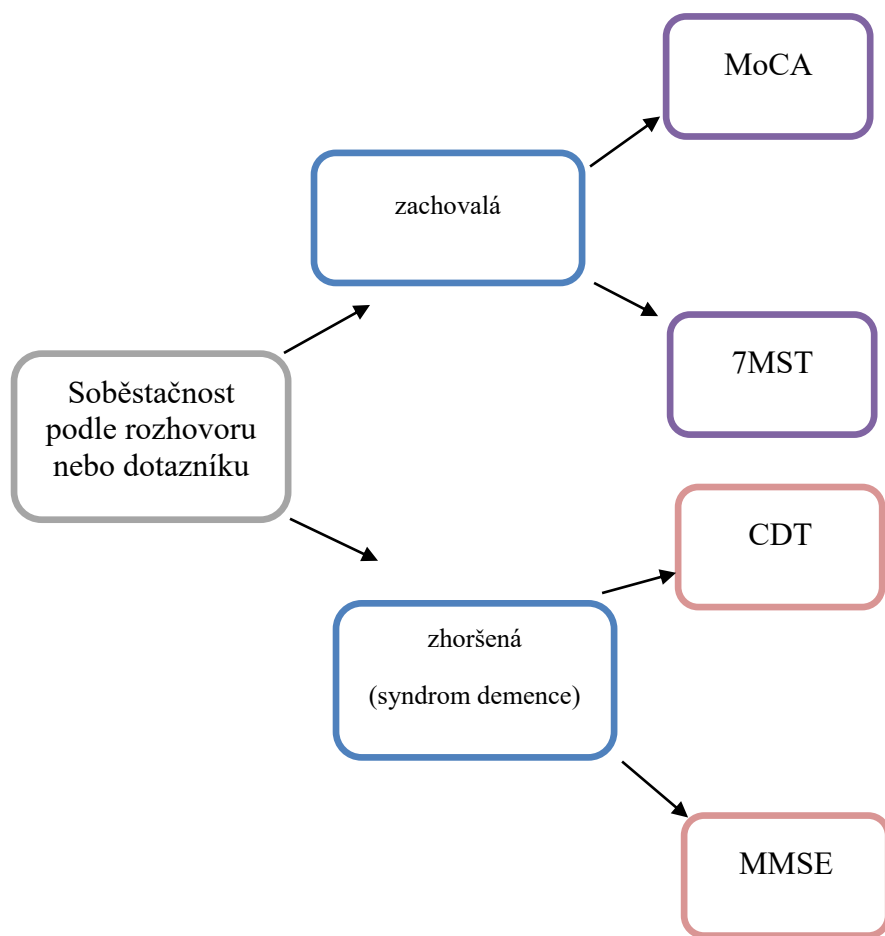 MoCA
zachovalá
7MST
Soběstačnost
podle rozhovoru
nebo dotazníku
CDT
zhoršená
(syndrom demence)
MMSE